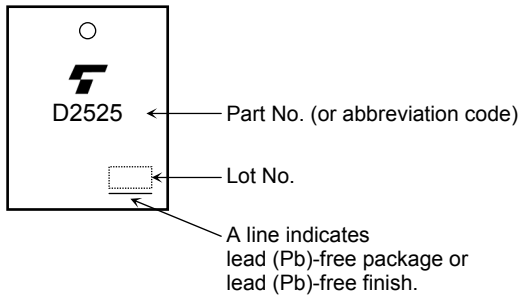 D2525
Part No. (or abbreviation code)
Lot No.
A line indicates
lead (Pb)-free package or
lead (Pb)-free finish.